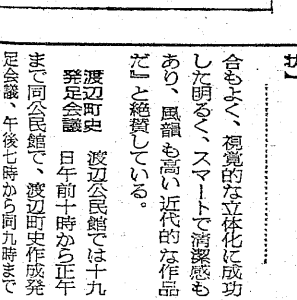 合もよく、視覚的な立体化に成功
した明るく、スマートで清潔感も
あり、風韻も高い近代的な作品
だ』と絶賛している。
渡辺町史
発足会議
渡辺公民館では十九
日午前十時から正午
まで同公民館で、渡辺町史作成発
足会議、午後七時から同九時まで